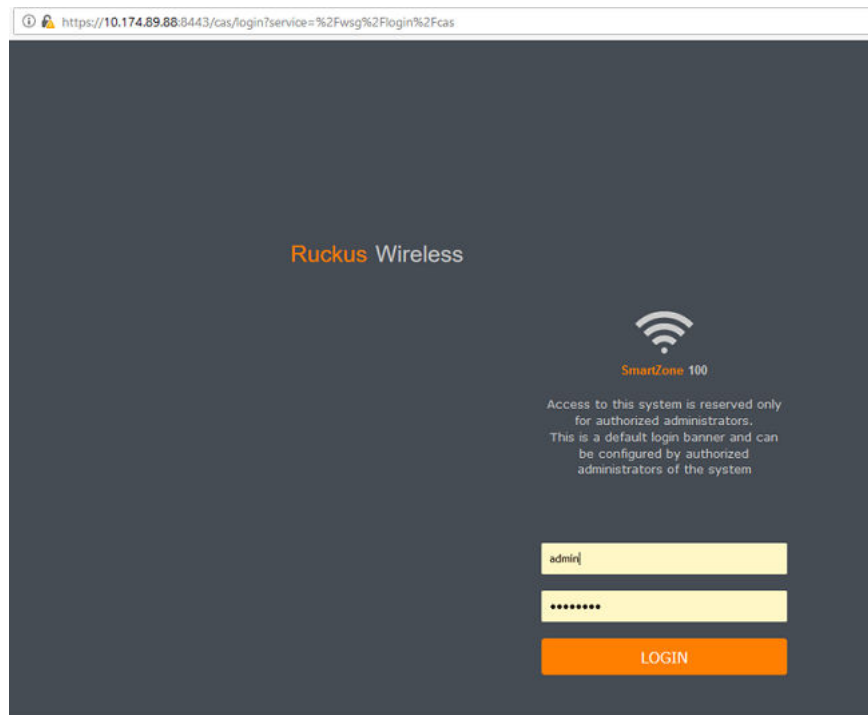 https://10.174.89.88:8443/cas/login?service=%2Fwsg%2Flogin%2Fcas
Ruckus Wireless
SmartZone 100
Access to this system is reserved only
for authorized administrators.
This is a default login banner and can
be configured by authorized
administrators of the system
admin
••••••••
LOGIN